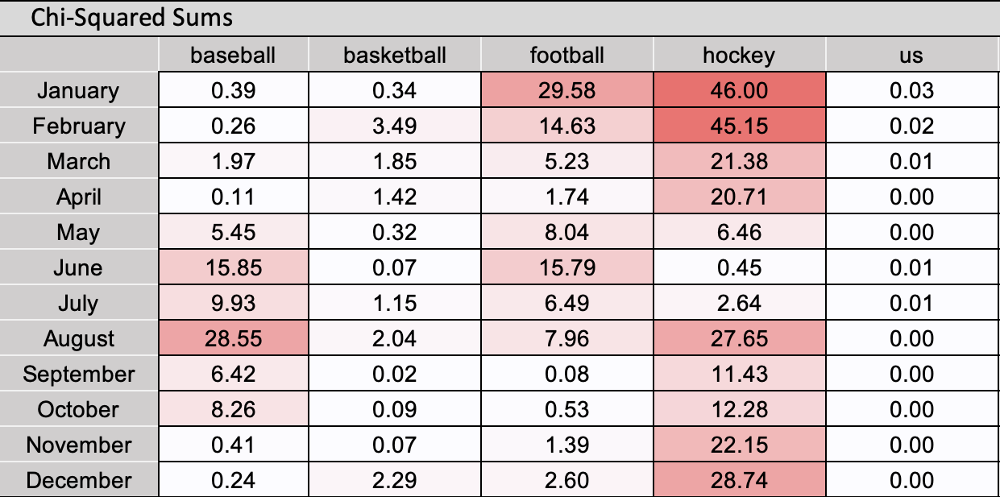 Chi-Squared Sums
baseball basketball football hockey us
January 0.39 0.34 29.58 46.00 0.03
February 0.26 3.49 14.63 45.15 0.02
March 1.97 1.85 5.23 21.38 0.01
April 0.11 1.42 1.74 20.71 0.00
May 5.45 0.32 8.04 6.46 0.00
June 15.85 0.07 15.79 0.45 0.01
July 9.93 1.15 6.49 2.64 0.01
August 28.55 2.04 7.96 27.65 0.00
September 6.42 0.02 0.08 11.43 0.00
October 8.26 0.09 0.53 12.28 0.00
November 0.41 0.07 1.39 22.15 0.00
December 0.24 2.29 2.60 28.74 0.00